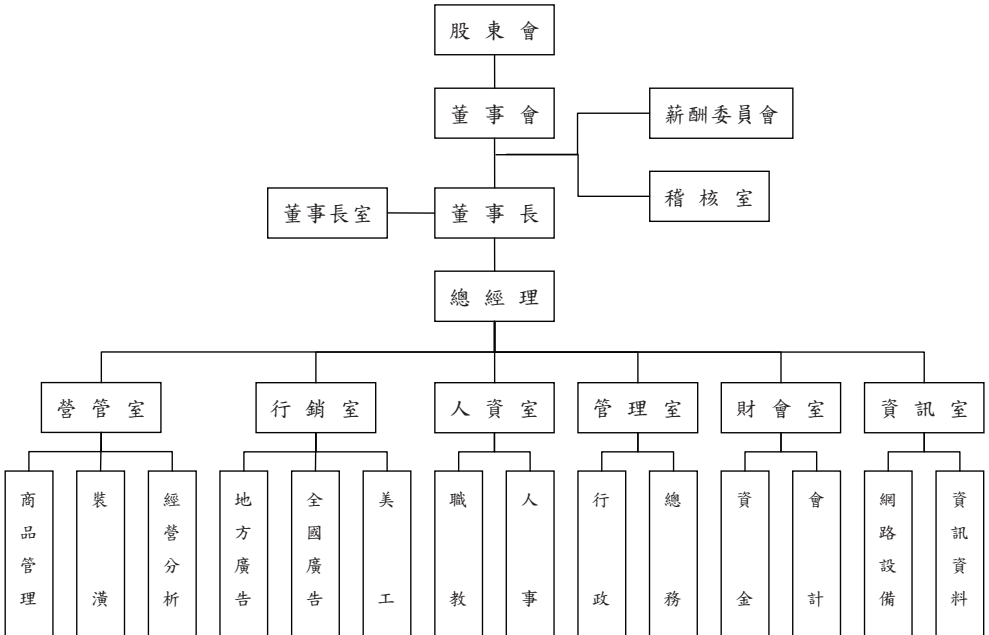 股東會
董事會
薪酬委員會
稽核室
董事長室
董事長
總經理
營管室
行銷室
人資室
管理室
財會室
資訊室
商品管理
裝潢
經營分析
地方廣告
全國廣告
美工
職教
人事
行政
總務
資金
會計
網路設備
資訊資料